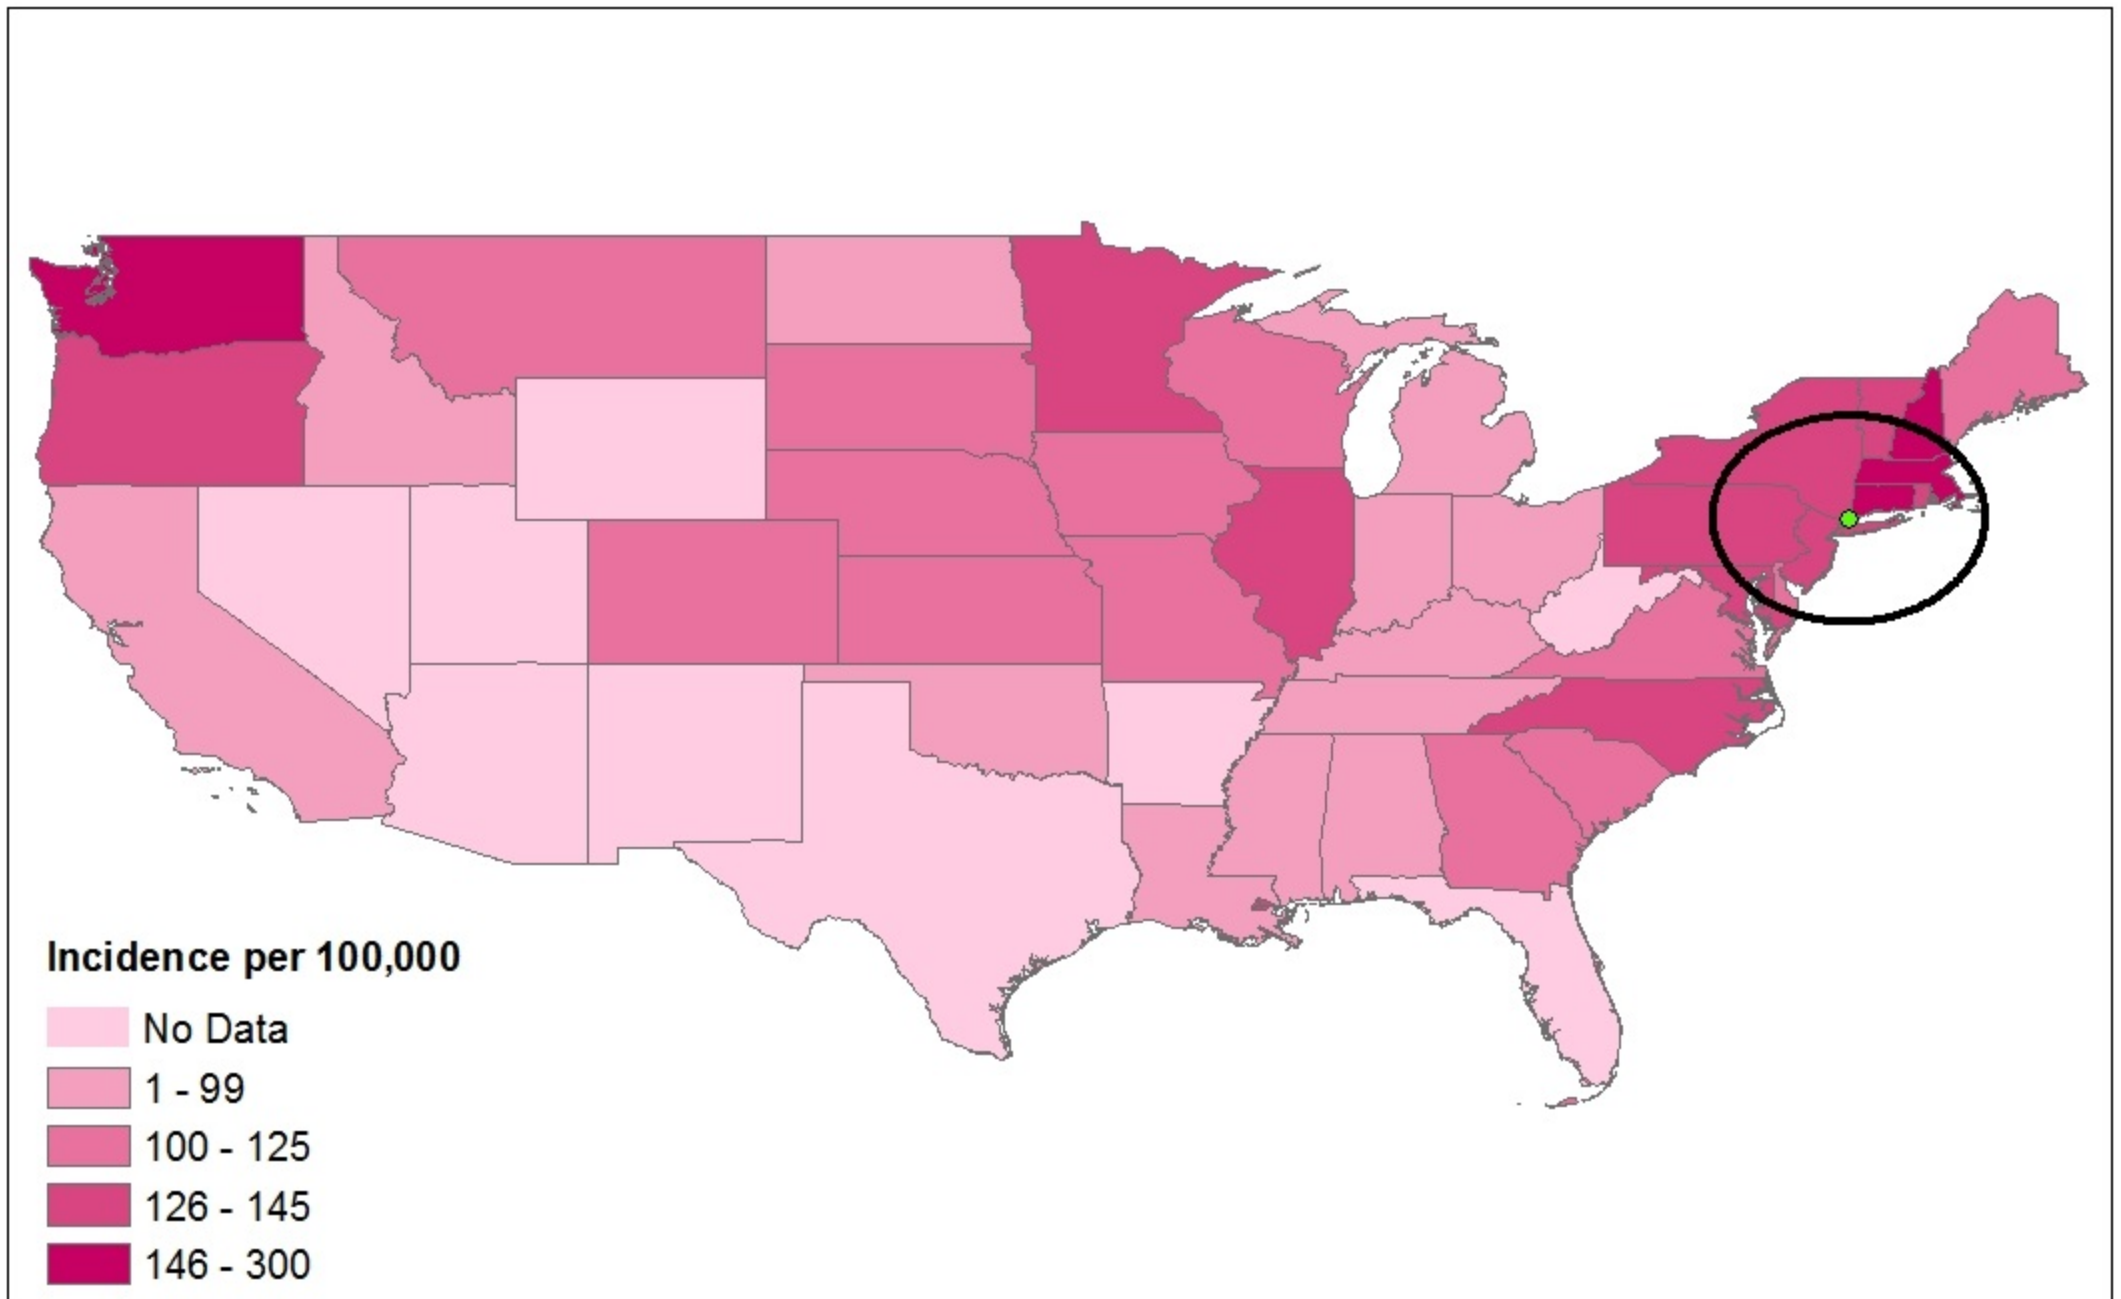 Incidence per 100,000
No Data
1 - 99
100 - 125
126 - 145
146 - 300